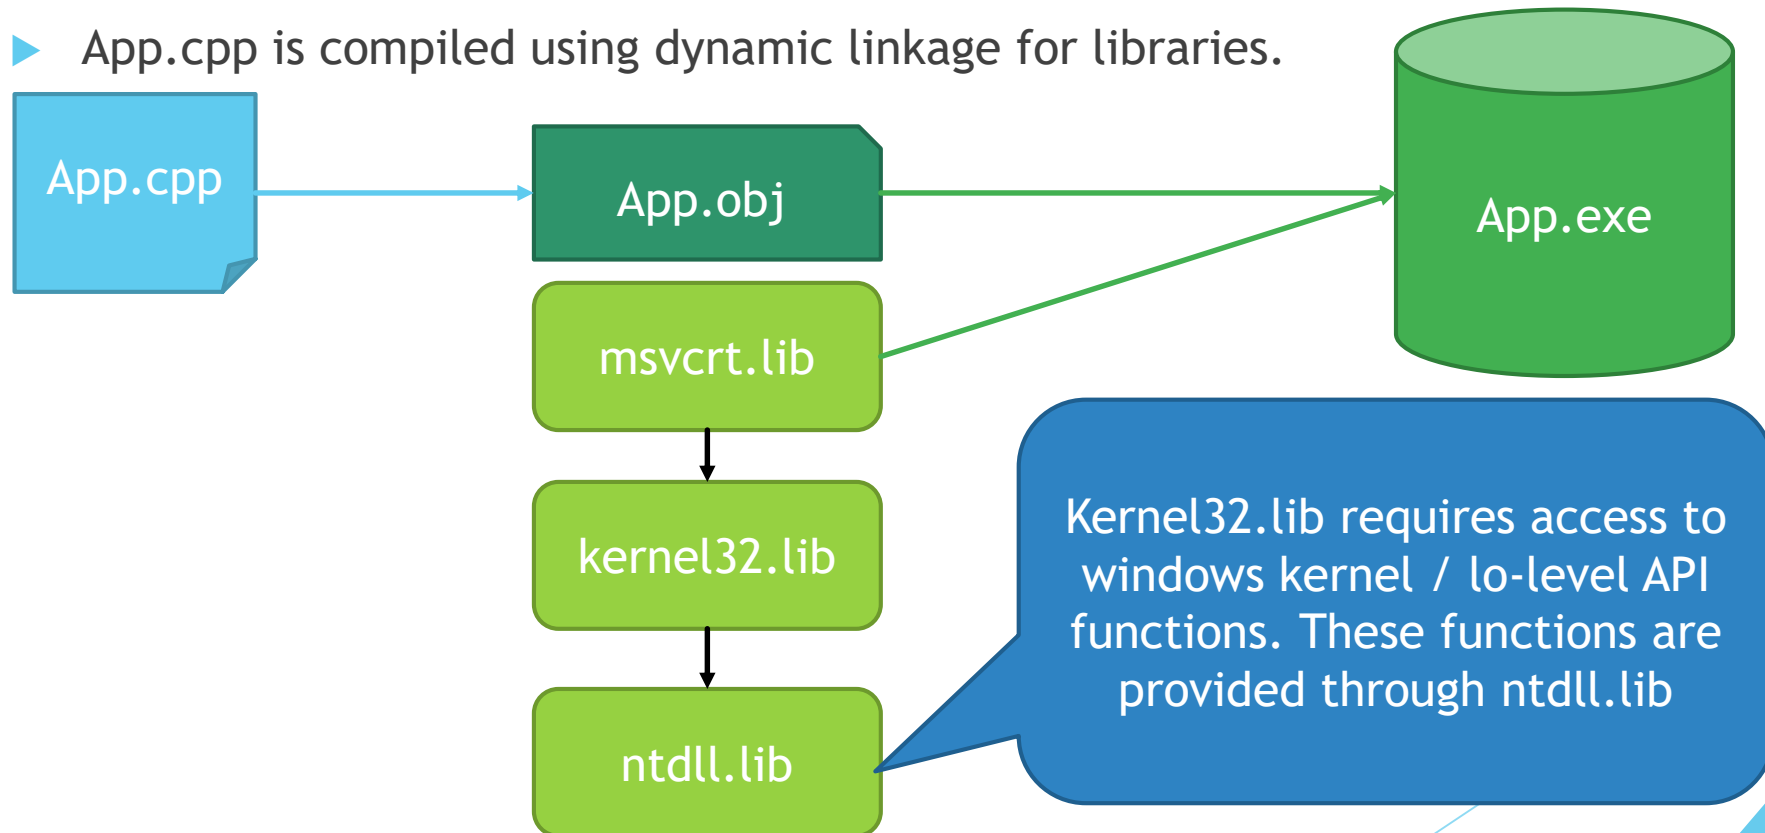 App.cpp is compiled using dynamic linkage for libraries.
App.cpp
App.obj
App.exe
msvcrt.lib
kernel32.lib
ntdll.lib
Kernel32.lib requires access to
windows kernel / lo-level API
functions. These functions are
provided through ntdll.lib